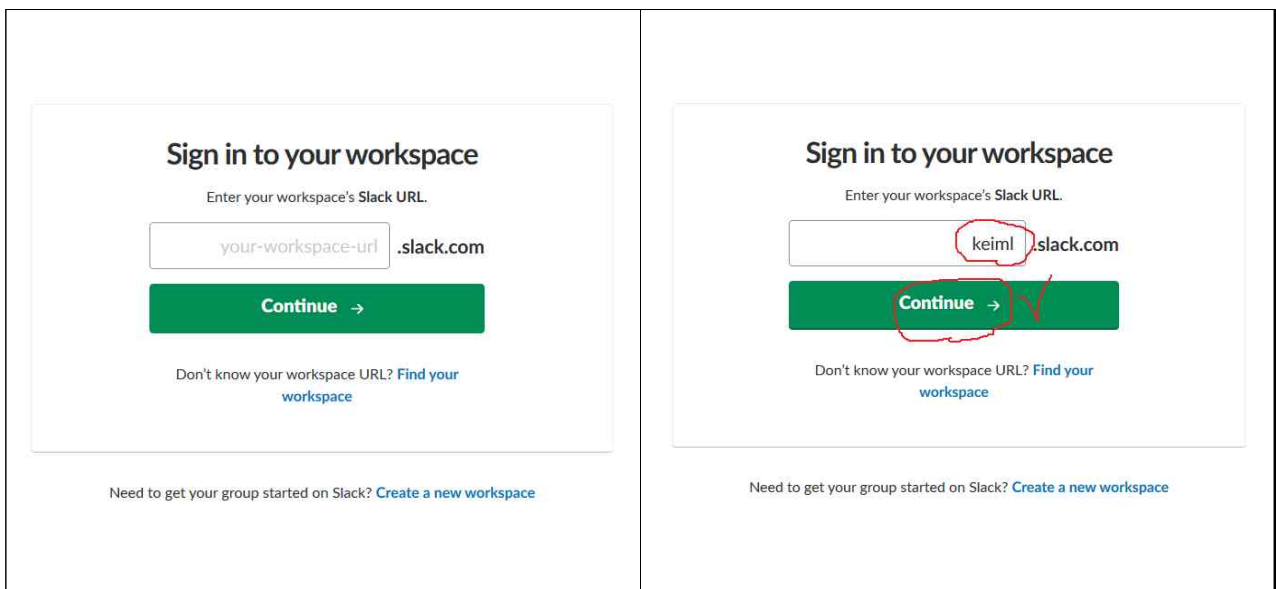 Sign in to your workspace
Enter your workspace's Slack URL.
your-workspace-url .slack.com
Continue →
Don't know your workspace URL? Find your
workspace
Need to get your group started on Slack? Create a new workspace
Sign in to your workspace
Enter your workspace's Slack URL.
keiml .slack.com
Continue →
Don't know your workspace URL? Find your
workspace
Need to get your group started on Slack? Create a new workspace